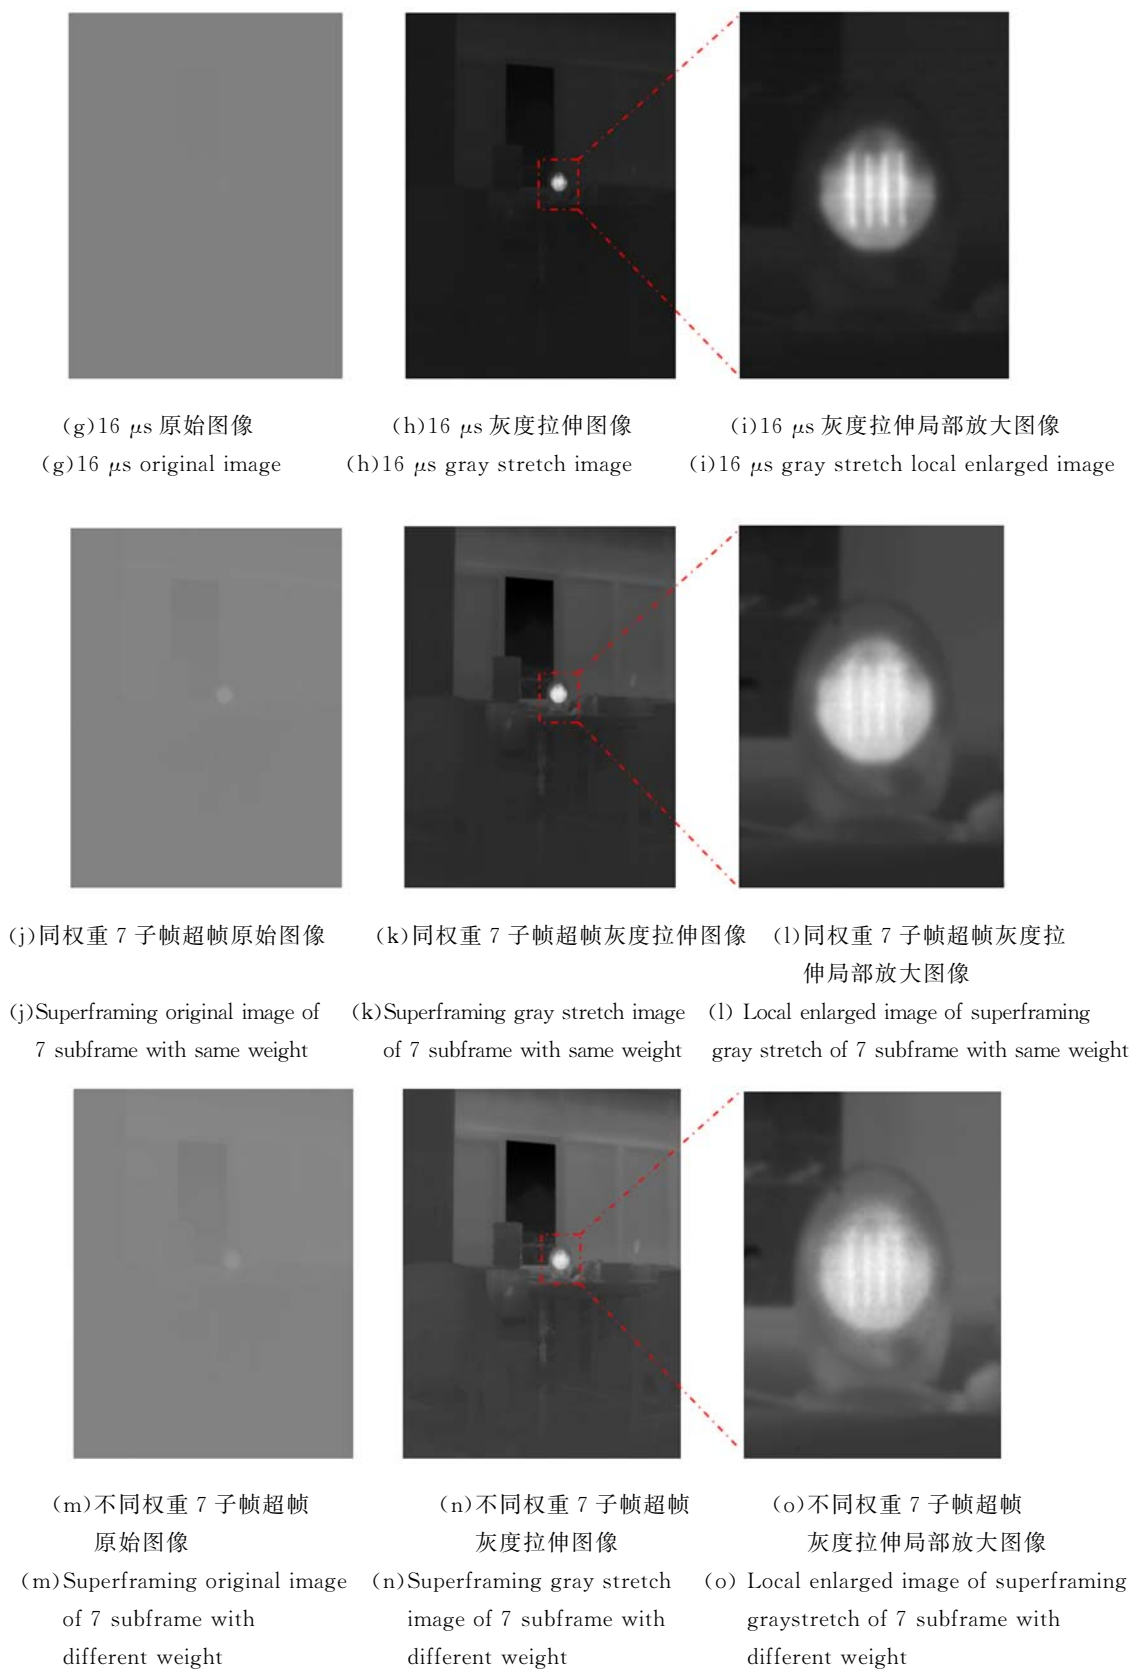 (g)16 μs 原始图像
(h)16 μs 灰度拉伸图像
(i)16 μs 灰度拉伸局部放大图像
(g)16 μs original image
(h)16 μs gray stretch image
(i)16 μs gray stretch local enlarged image
(j)同权重 7 子帧超帧原始图像
(k)同权重 7 子帧超帧灰度拉伸图像
(l)同权重 7 子帧超帧灰度拉
伸局部放大图像
(j)Superframing original image of
7 subframe with same weight
(k)Superframing gray stretch image
of 7 subframe with same weight
(l) Local enlarged image of superframing
gray stretch of 7 subframe with same weight
(m)不同权重 7 子帧超帧
原始图像
(n)不同权重 7 子帧超帧
灰度拉伸图像
(o)不同权重 7 子帧超帧
灰度拉伸局部放大图像
(m)Superframing original image
of 7 subframe with
different weight
(n)Superframing gray stretch
image of 7 subframe with
different weight
(o) Local enlarged image of superframing
graystretch of 7 subframe with
different weight